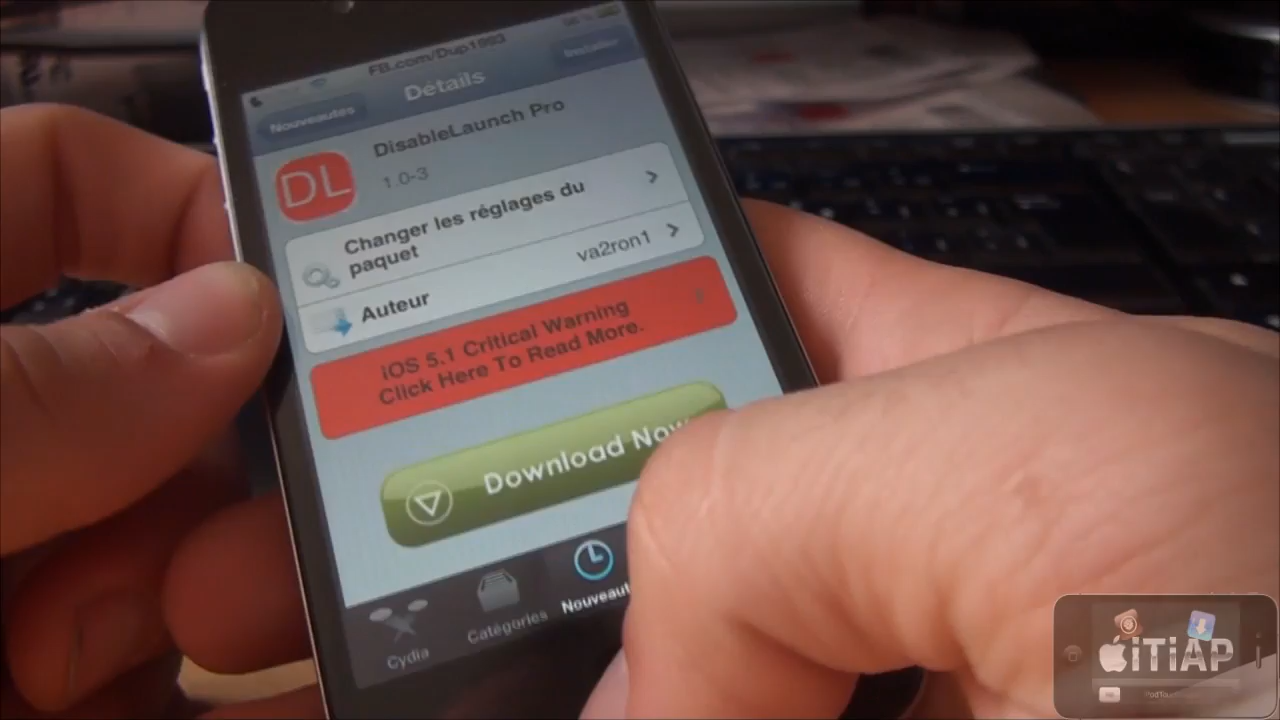 FB.com/Dup1993
Nouveautés
Détails
Installer
DisableLaunch Pro
DL
1.0-3
Changer les réglages du
paquet
Auteur
va2ron1
iOS 5.1 Critical Warning
Click Here To Read More.
Download Now
Cydia
Catégories
Nouveaut
iTiAP